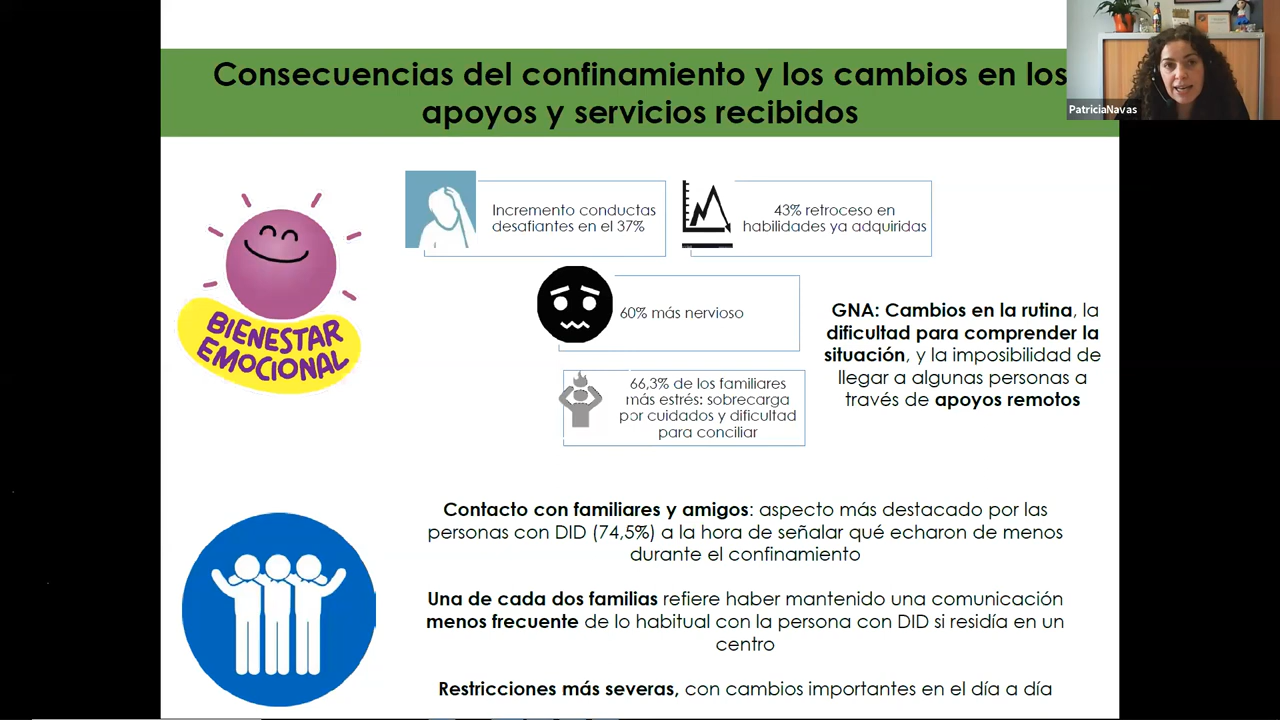 Consecuencias del confinamiento y los cambios en los
apoyos y servicios recibidos
PatriciaNavas
BIENESTAR
EMOCIONAL
Incremento conductas
desafiantes en el 37%
43% retroceso en
habilidades ya adquiridas
60% más nervioso
66,3% de los familiares
más estrés: sobrecarga
por cuidados y dificultad
para conciliar
GNA: Cambios en la rutina, la
dificultad para comprender la
situación, y la imposibilidad de
llegar a algunas personas a
través de apoyos remotos
Contacto con familiares y amigos: aspecto más destacado por las
personas con DID (74,5%) a la hora de señalar qué echaron de menos
durante el confinamiento
Una de cada dos familias refiere haber mantenido una comunicación
menos frecuente de lo habitual con la persona con DID si residía en un
centro
Restricciones más severas, con cambios importantes en el día a día